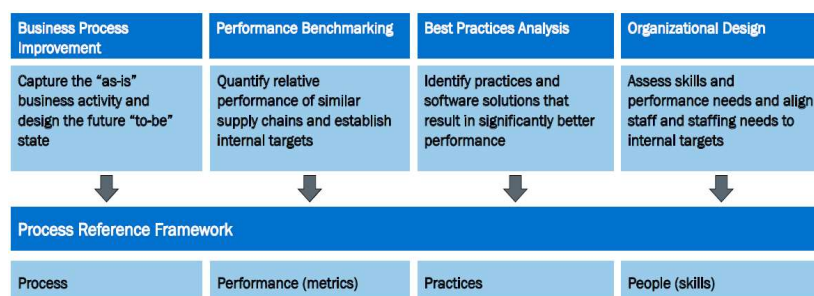 Business Process
Improvement
Performance Benchmarking
Best Practices Analysis
Organizational Design
Capture the “as-is”
business activity and
design the future “to-be”
state
Quantify relative
performance of similar
supply chains and establish
internal targets
Identify practices and
software solutions that
result in significantly better
performance
Assess skills and
performance needs and align
staff and staffing needs to
internal targets
Process Reference Framework
Process
Performance (metrics)
Practices
People (skills)